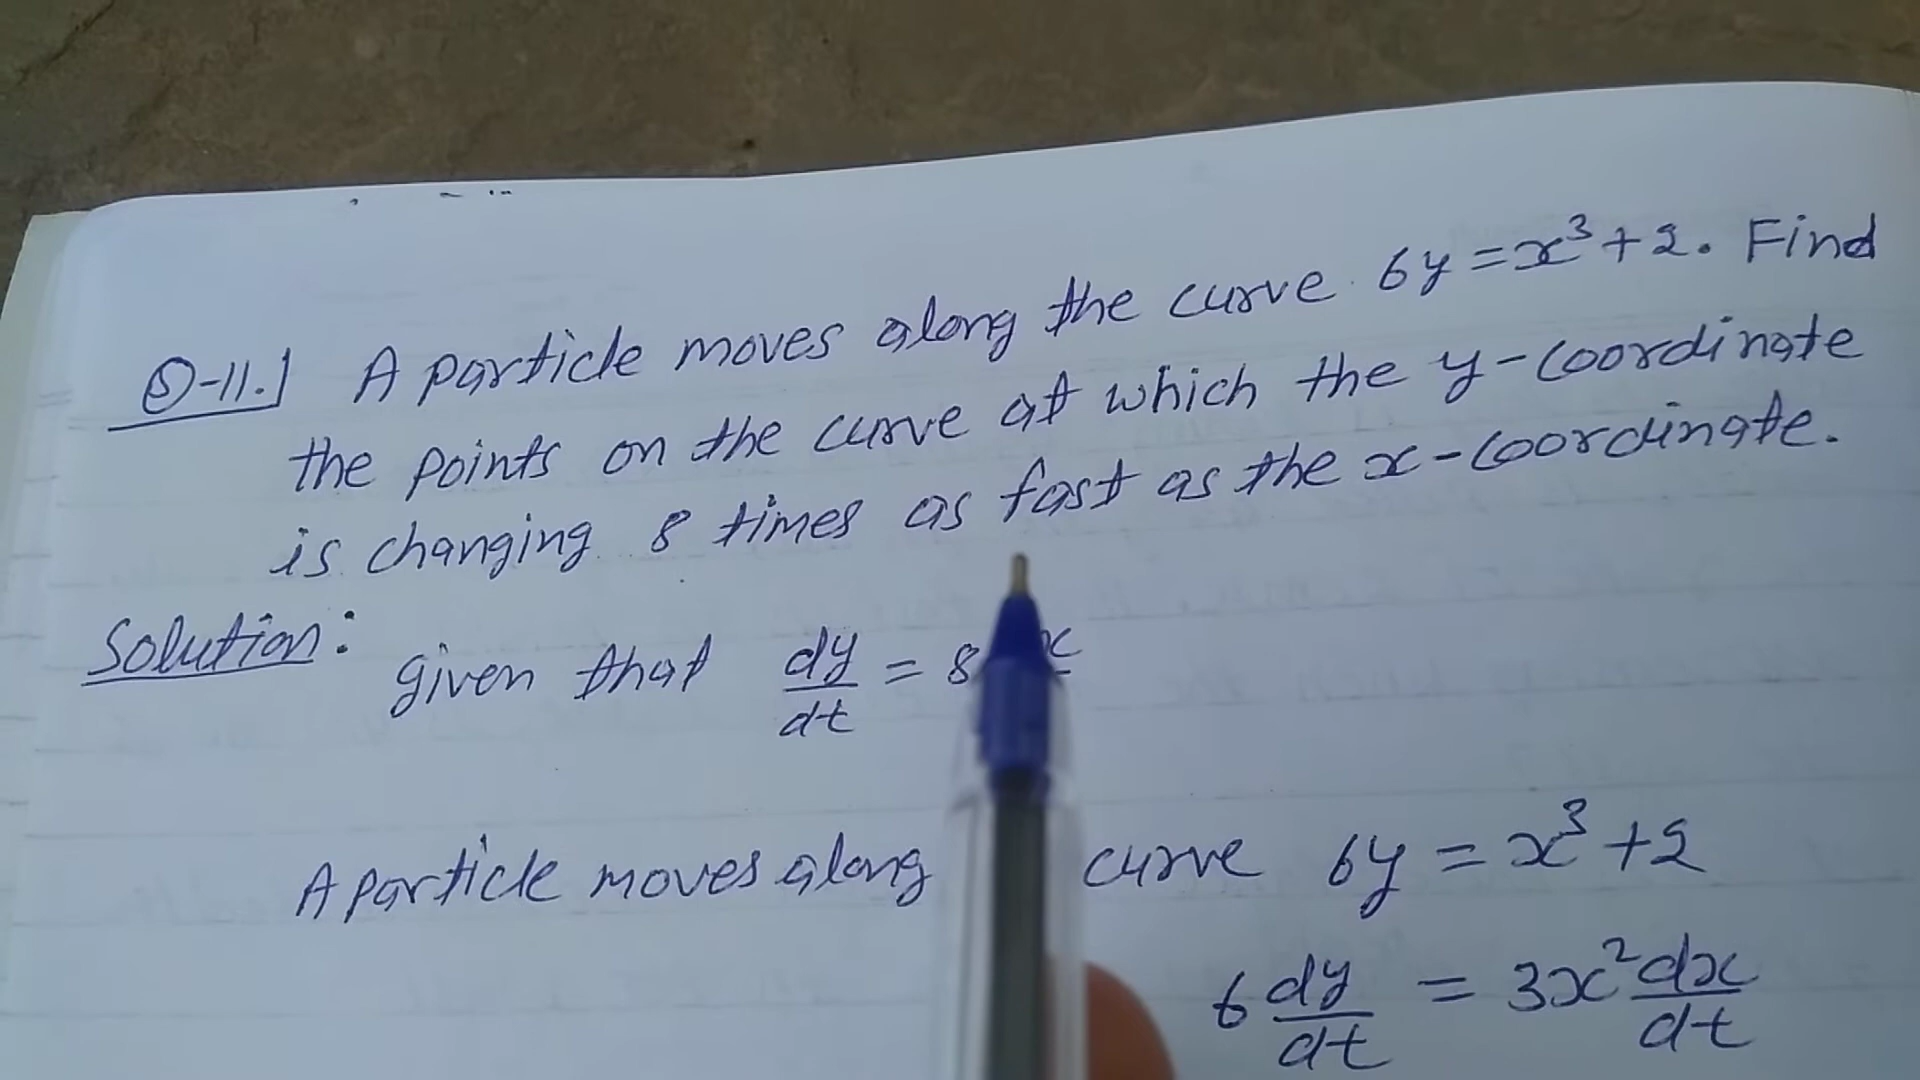 Q-11.] A particle moves along the curve 6y = x³+2. Find
the points on the curve at which the y-coordinate
is changing 8 times as fast as the x-coordinate.
Solution: given that dy/dt = 8
A particle moves along curve 6y = x³+2
6 dy/dt = 3x² dx/dt